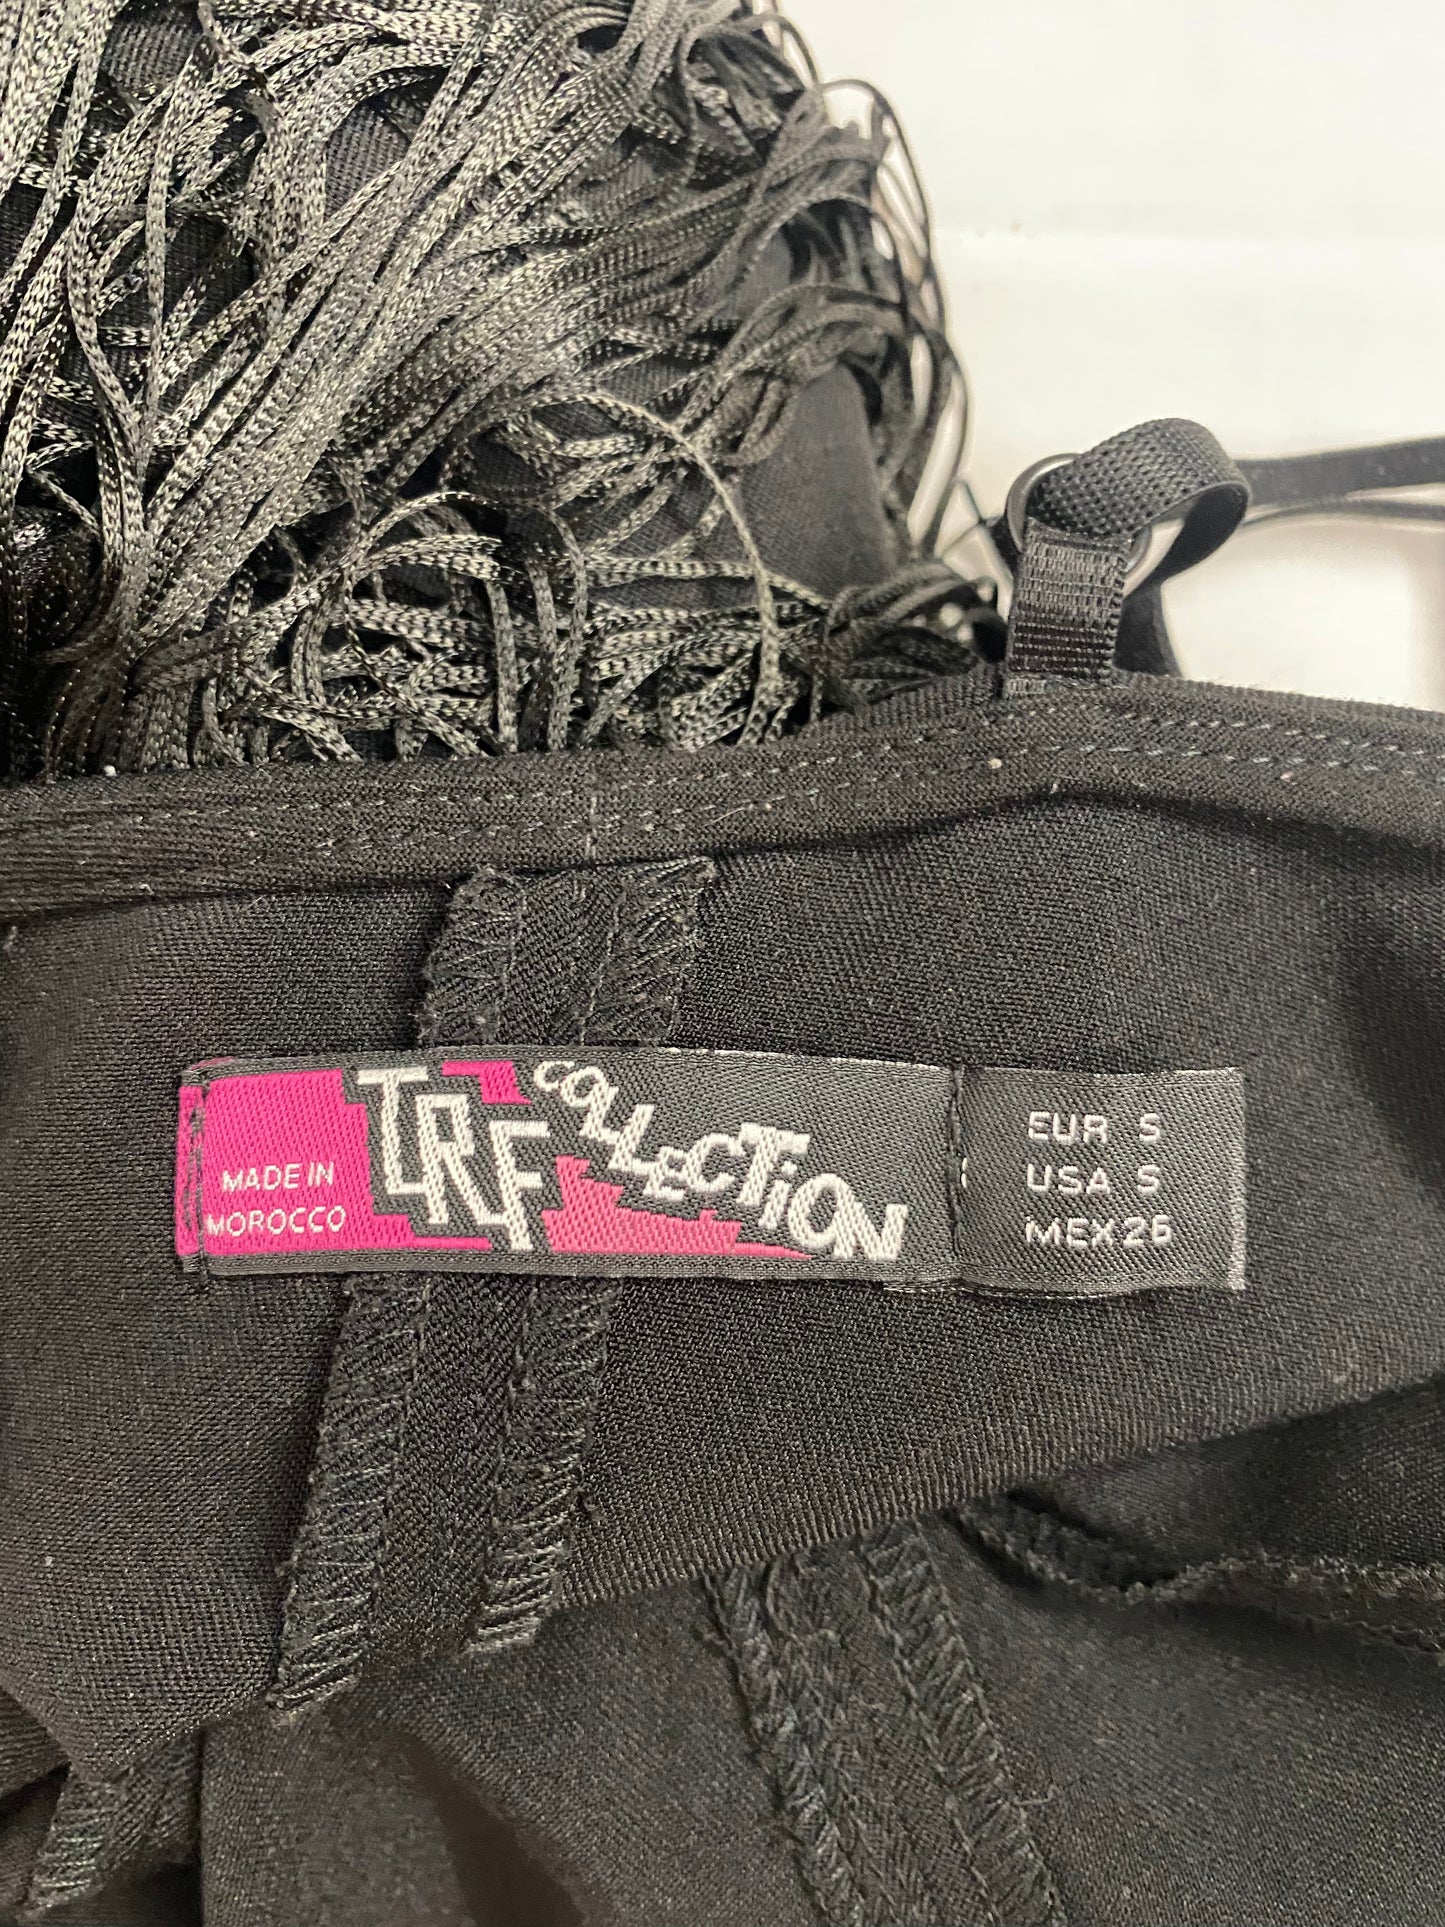 MADE IN
MOROCCO
TRF
COLLECTION
EUR S
USA S
MEX 26